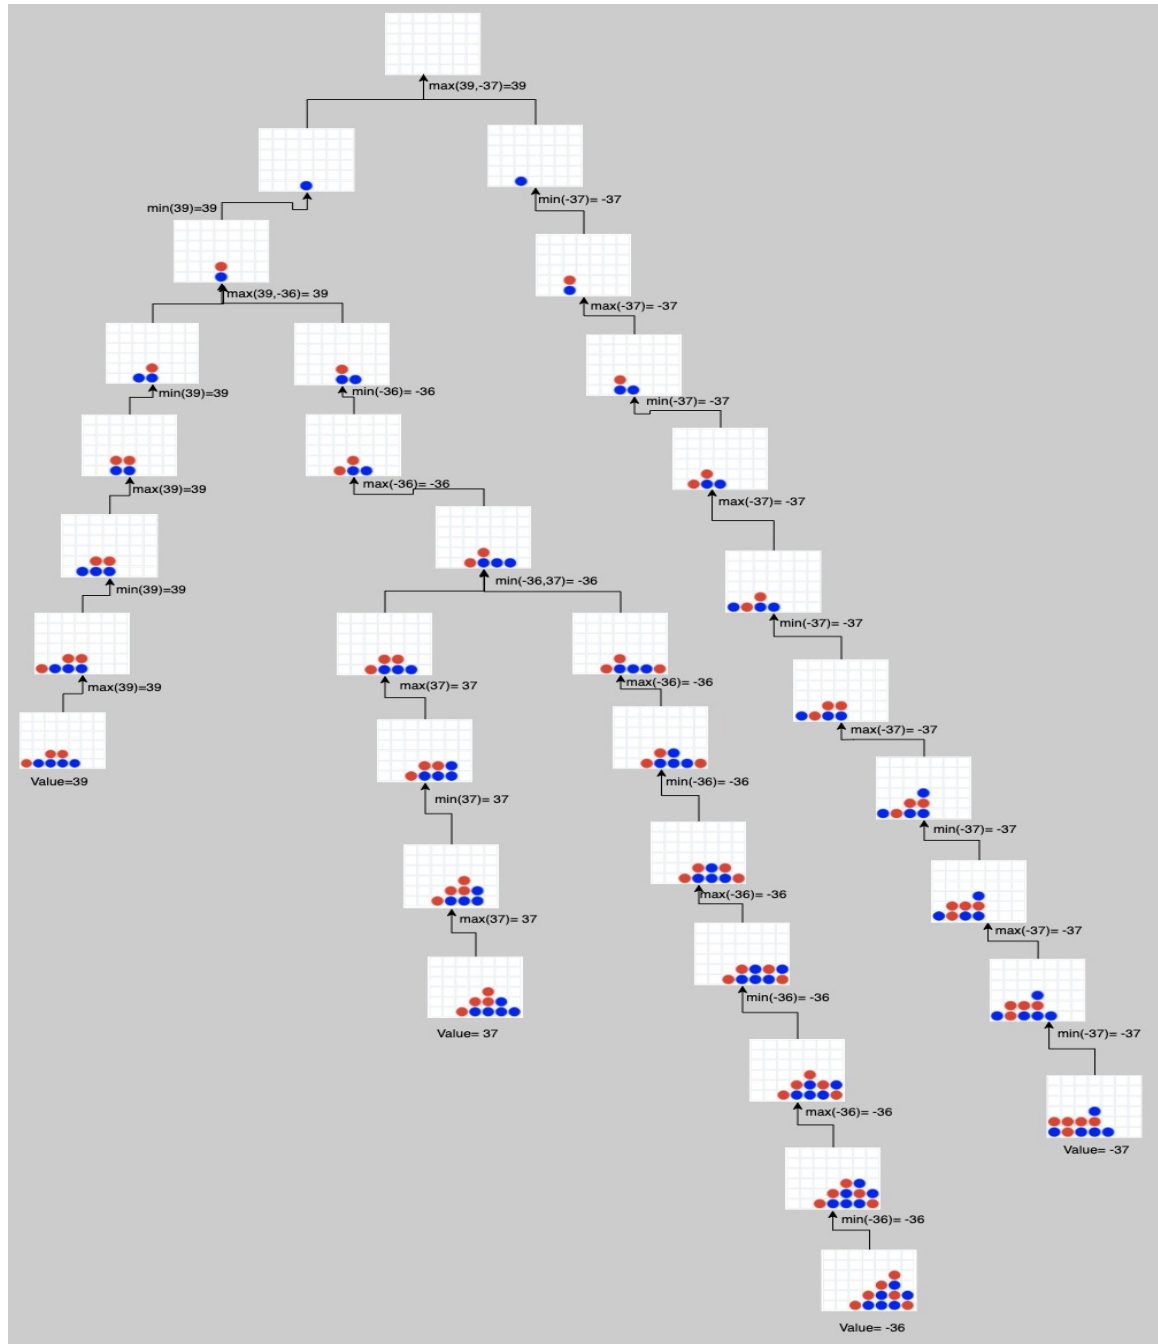 max(39,-37)=39
min(-37)= -37
min(39)=39
max(39,-36)= 39
max(-37)= -37
min(39)=39
min(-36)= -36
min(-37)= -37
max(-36)= -36
max(39)=39
max(-37)= -37
min(-36,37)= -36
min(39)=39
min(-37)= -37
max(-36)= -36
max(37)= 37
max(39)=39
max(-37)= -37
Value=39
min(-36)= -36
min(37)= 37
min(-37)= -37
max(-36)= -36
max(37)= 37
max(-37)= -37
min(-36)= -36
Value= 37
min(-37)= -37
max(-36)= -36
Value= -37
min(-36)= -36
Value= -36